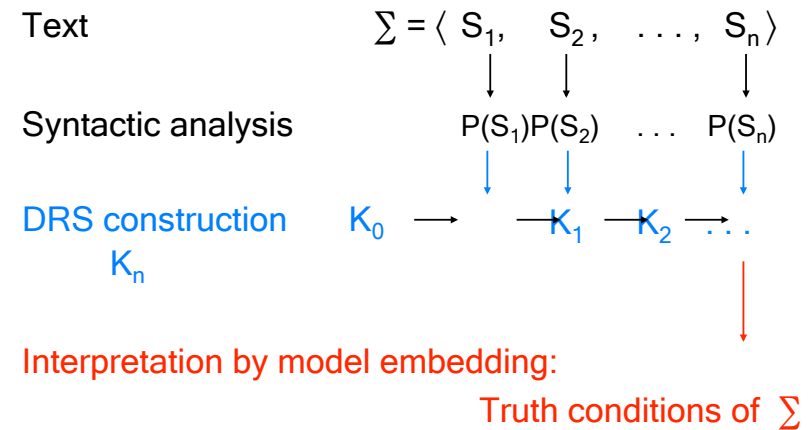 Text ∑ = ⟨ S₁, S₂, . . . , Sₙ⟩
Syntactic analysis P(S₁)P(S₂) . . . P(Sₙ)
DRS construction K₀ K₁ K₂ . . .
Kₙ
Interpretation by model embedding:
Truth conditions of ∑